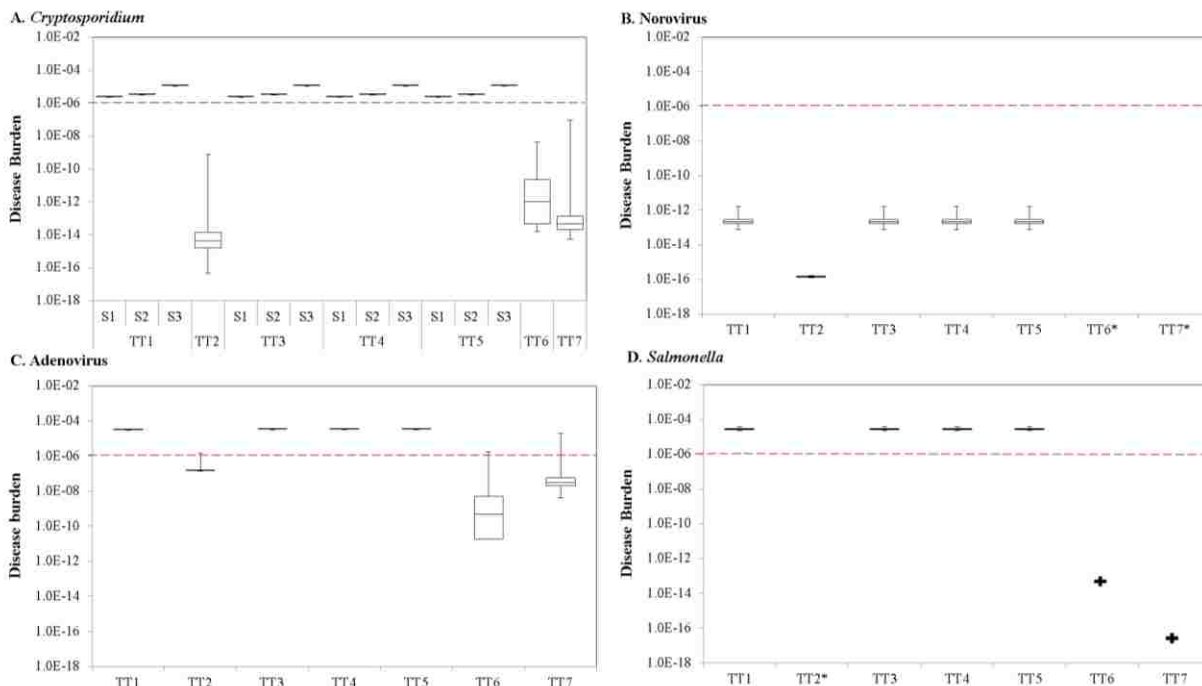 A. Cryptosporidium
1.0E-02
1.0E-04
1.0E-06
1.0E-08
1.0E-10
1.0E-12
1.0E-14
1.0E-16
1.0E-18
Disease Burden
S1 S2 S3 S1 S2 S3 S1 S2 S3 S1 S2 S3
TT1 TT2 TT3 TT4 TT5 TT6 TT7
B. Norovirus
1.0E-02
1.0E-04
1.0E-06
1.0E-08
1.0E-10
1.0E-12
1.0E-14
1.0E-16
1.0E-18
Disease Burden
TT1 TT2 TT3 TT4 TT5 TT6* TT7*
C. Adenovirus
1.0E-02
1.0E-04
1.0E-06
1.0E-08
1.0E-10
1.0E-12
1.0E-14
1.0E-16
1.0E-18
Disease burden
TT1 TT2 TT3 TT4 TT5 TT6 TT7
D. Salmonella
1.0E-02
1.0E-04
1.0E-06
1.0E-08
1.0E-10
1.0E-12
1.0E-14
1.0E-16
1.0E-18
Disease Burden
TT1 TT2* TT3 TT4 TT5 TT6 TT7